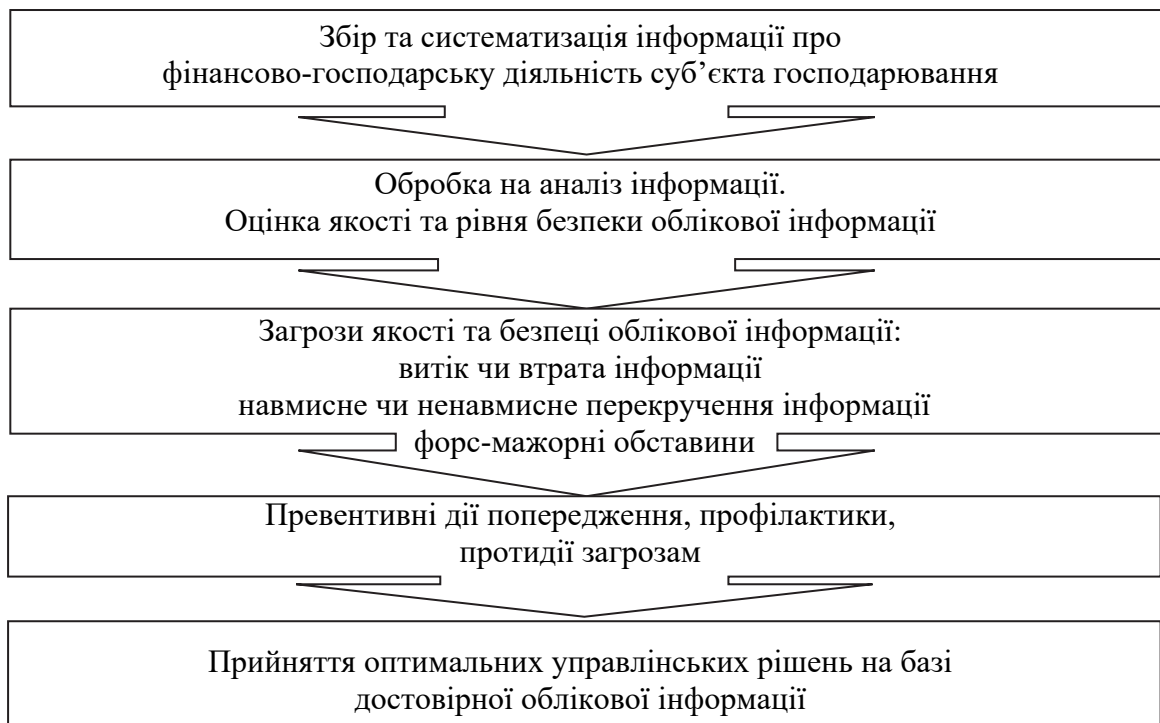 Збір та систематизація інформації про
фінансово-господарську діяльність суб’єкта господарювання
Обробка на аналіз інформації.
Оцінка якості та рівня безпеки облікової інформації
Загрози якості та безпеці облікової інформації:
витік чи втрата інформації
навмисне чи ненавмисне перекручення інформації
форс-мажорні обставини
Превентивні дії попередження, профілактики,
протидії загрозам
Прийняття оптимальних управлінських рішень на базі
достовірної облікової інформації